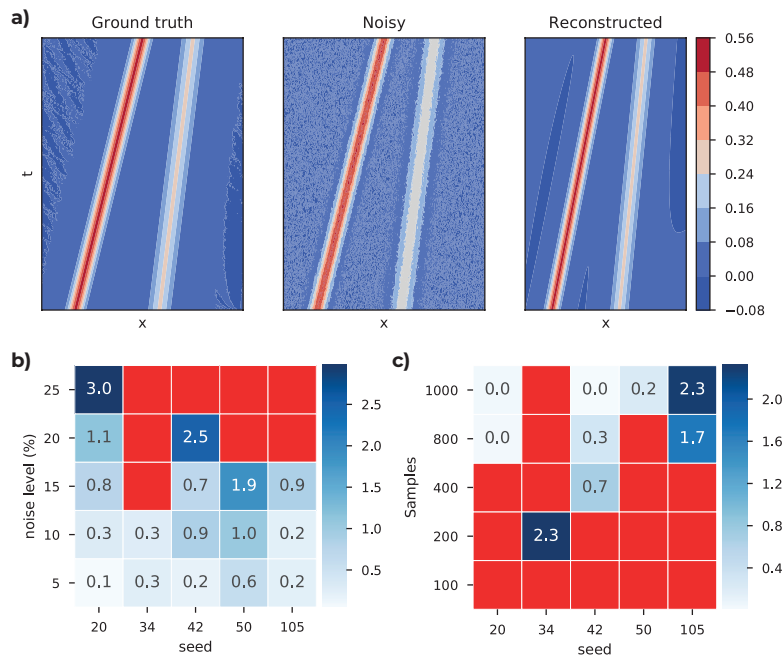 a)
Ground truth
Noisy
Reconstructed
t
x
x
x
0.56
0.48
0.40
0.32
0.24
0.16
0.08
0.00
−0.08
b)
noise level (%)
25 3.0
20 1.1 2.5
15 0.8 0.7 1.9 0.9
10 0.3 0.3 0.9 1.0 0.2
5 0.1 0.3 0.2 0.6 0.2
20 34 42 50 105
seed
2.5
2.0
1.5
1.0
0.5
c)
Samples
1000 0.0 0.0 0.2 2.3
800 0.0 0.3 1.7
400 0.7
200 2.3
100
20 34 42 50 105
seed
2.0
1.6
1.2
0.8
0.4